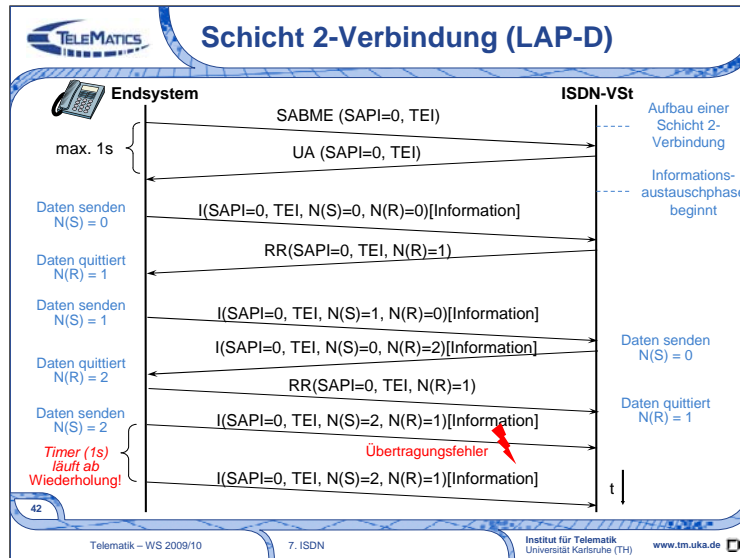 TELEMATICS
Schicht 2-Verbindung (LAP-D)
Endsystem
ISDN-VSt
SABME (SAPI=0, TEI)
Aufbau einer
Schicht 2-
Verbindung
max. 1s
UA (SAPI=0, TEI)
Informations-
austauschphase
beginnt
Daten senden
N(S) = 0
I(SAPI=0, TEI, N(S)=0, N(R)=0)[Information]
RR(SAPI=0, TEI, N(R)=1)
Daten quittiert
N(R) = 1
Daten senden
N(S) = 1
I(SAPI=0, TEI, N(S)=1, N(R)=0)[Information]
I(SAPI=0, TEI, N(S)=0, N(R)=2)[Information]
Daten senden
N(S) = 0
Daten quittiert
N(R) = 2
RR(SAPI=0, TEI, N(R)=1)
Daten quittiert
N(R) = 1
Daten senden
N(S) = 2
I(SAPI=0, TEI, N(S)=2, N(R)=1)[Information]
Timer (1s)
läuft ab
Wiederholung!
Übertragungsfehler
I(SAPI=0, TEI, N(S)=2, N(R)=1)[Information]
t
42
Telematik – WS 2009/10
7. ISDN
Institut für Telematik
Universität Karlsruhe (TH)
www.tm.uka.de